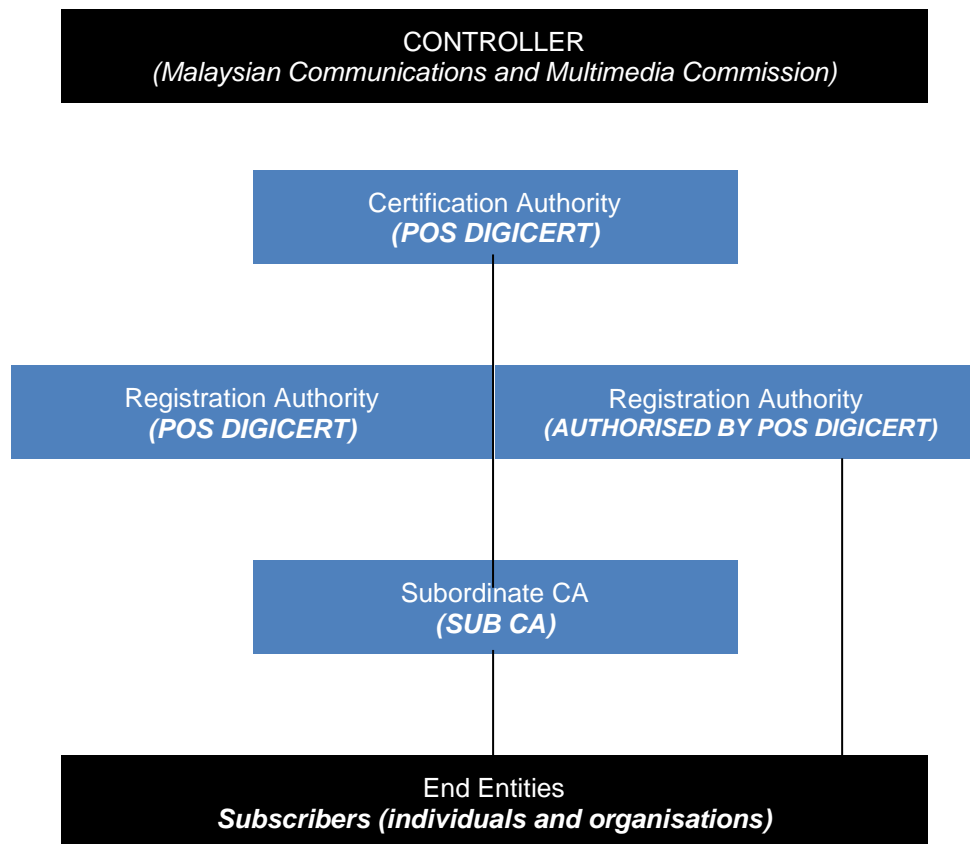 CONTROLLER
(Malaysian Communications and Multimedia Commission)
Certification Authority
(POS DIGICERT)
Registration Authority
(POS DIGICERT)
Registration Authority
(AUTHORISED BY POS DIGICERT)
Subordinate CA
(SUB CA)
End Entities
Subscribers (individuals and organisations)